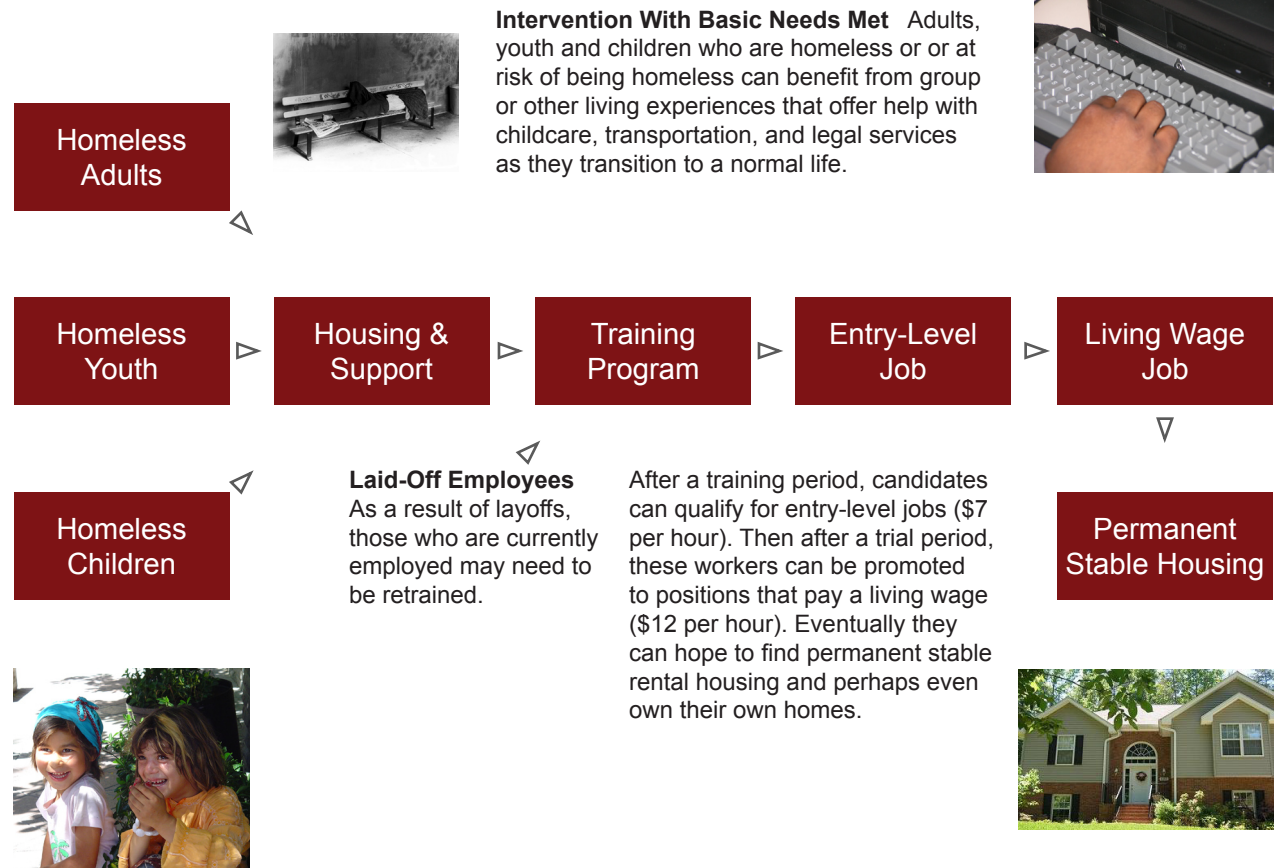 Intervention With Basic Needs Met Adults,
youth and children who are homeless or or at
risk of being homeless can benefit from group
or other living experiences that offer help with
childcare, transportation, and legal services
as they transition to a normal life.
Homeless
Adults
Homeless
Youth
Housing &
Support
Training
Program
Entry-Level
Job
Living Wage
Job
Homeless
Children
Laid-Off Employees
As a result of layoffs,
those who are currently
employed may need to
be retrained.
After a training period, candidates
can qualify for entry-level jobs ($7
per hour). Then after a trial period,
these workers can be promoted
to positions that pay a living wage
($12 per hour). Eventually they
can hope to find permanent stable
rental housing and perhaps even
own their own homes.
Permanent
Stable Housing